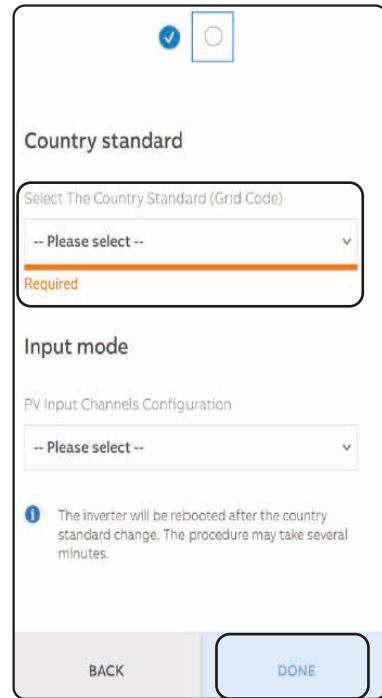 Country standard
Select The Country Standard (Grid Code)
-- Please select --
Required
Input mode
PV Input Channels Configuration
-- Please select --
The inverter will be rebooted after the country
standard change. The procedure may take several
minutes.
BACK
DONE